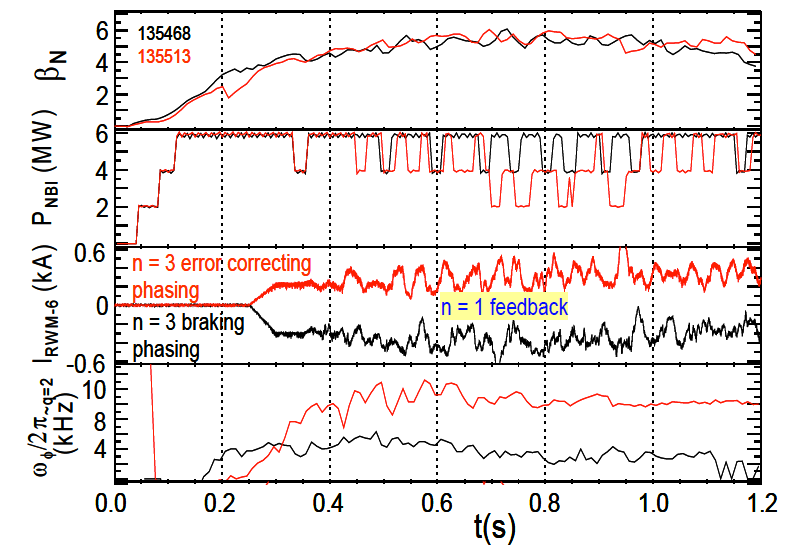 135468
135513
βN
6
4
2
0
PNBI (MW)
6
4
2
IRWM-6 (kA)
0.6
0
-0.6
n = 3 error correcting
phasing
n = 1 feedback
n = 3 braking
phasing
ωϕ/2π~q=2
(kHz)
10
8
6
4
0.0 0.2 0.4 0.6 0.8 1.0 1.2
t(s)